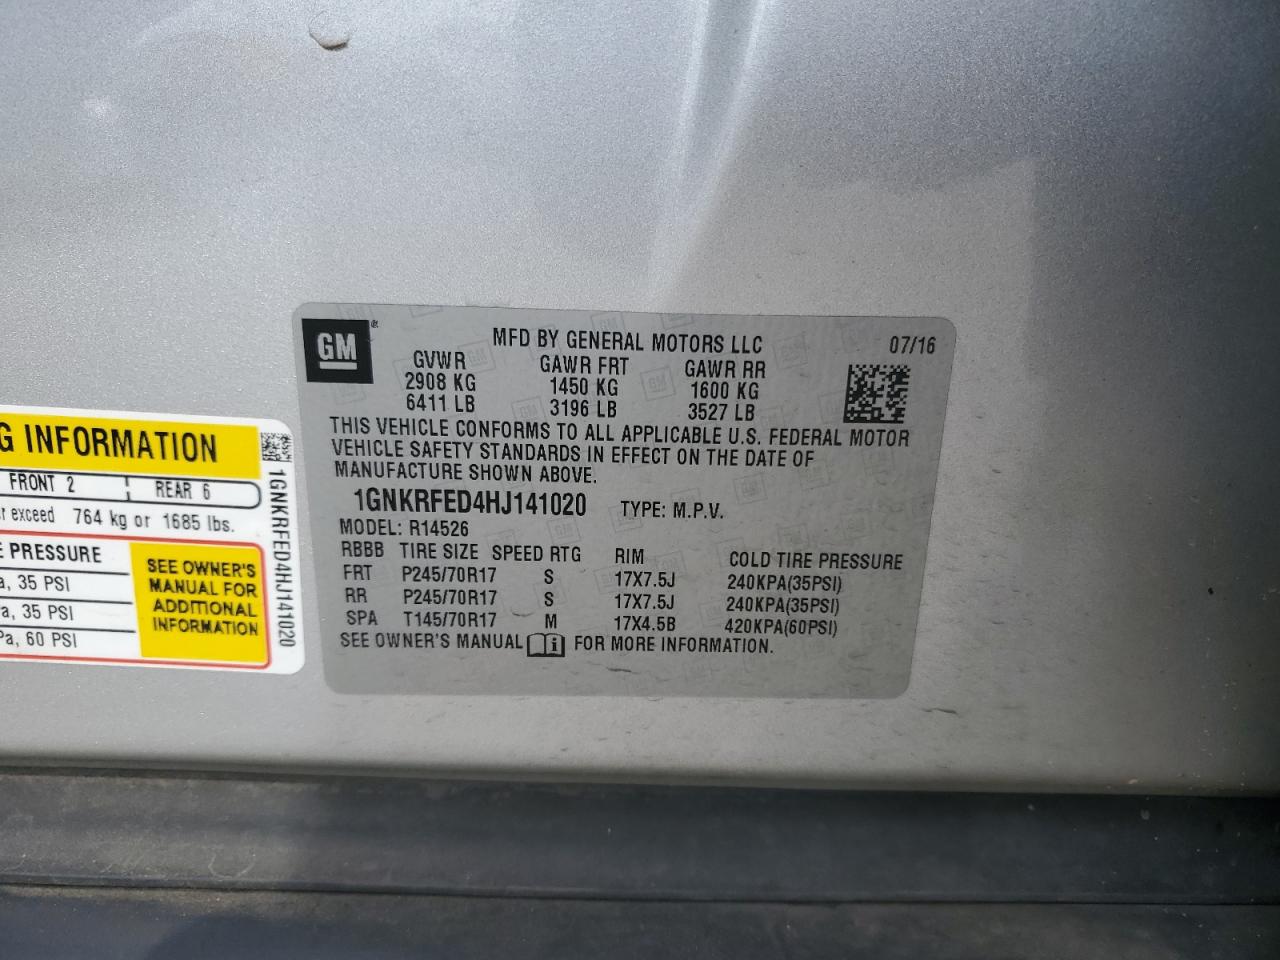 GM
MFD BY GENERAL MOTORS LLC 07/16
GVWR GAWR FRT GAWR RR
2908 KG 1450 KG 1600 KG
6411 LB 3196 LB 3527 LB
THIS VEHICLE CONFORMS TO ALL APPLICABLE U.S. FEDERAL MOTOR
VEHICLE SAFETY STANDARDS IN EFFECT ON THE DATE OF
MANUFACTURE SHOWN ABOVE.
1GNKRFED4HJ141020 TYPE: M.P.V.
MODEL: R14526
RBBB TIRE SIZE SPEED RTG RIM COLD TIRE PRESSURE
FRT P245/70R17 S 17X7.5J 240KPA(35PSI)
RR P245/70R17 S 17X7.5J 240KPA(35PSI)
SPA T145/70R17 M 17X4.5B 420KPA(60PSI)
SEE OWNER'S MANUAL i FOR MORE INFORMATION.
G INFORMATION
FRONT 2 REAR 6
r exceed 764 kg or 1685 lbs.
E PRESSURE
a, 35 PSI
a, 35 PSI
Pa, 60 PSI
SEE OWNER'S
MANUAL FOR
ADDITIONAL
INFORMATION
1GNKRFED4HJ141020